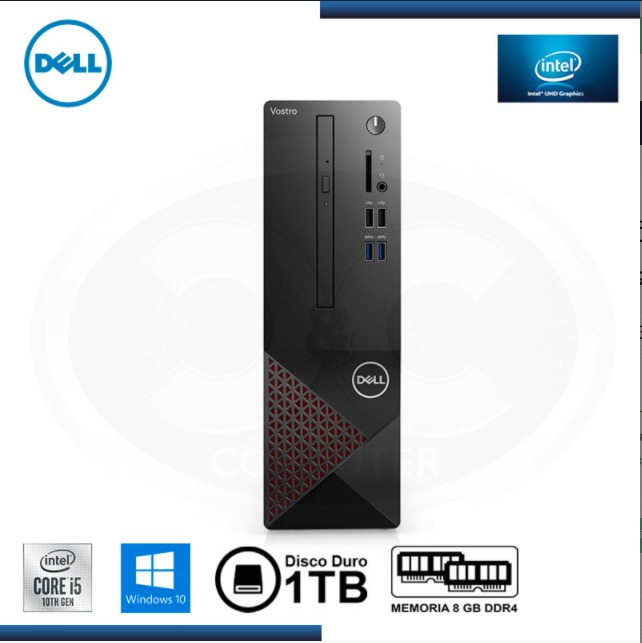 DELL
intel
Intel® UHD Graphics
Vostro
DELL
COMPUTER
intel
CORE i5
10TH GEN
Windows 10
Disco Duro
1TB
MEMORIA 8 GB DDR4